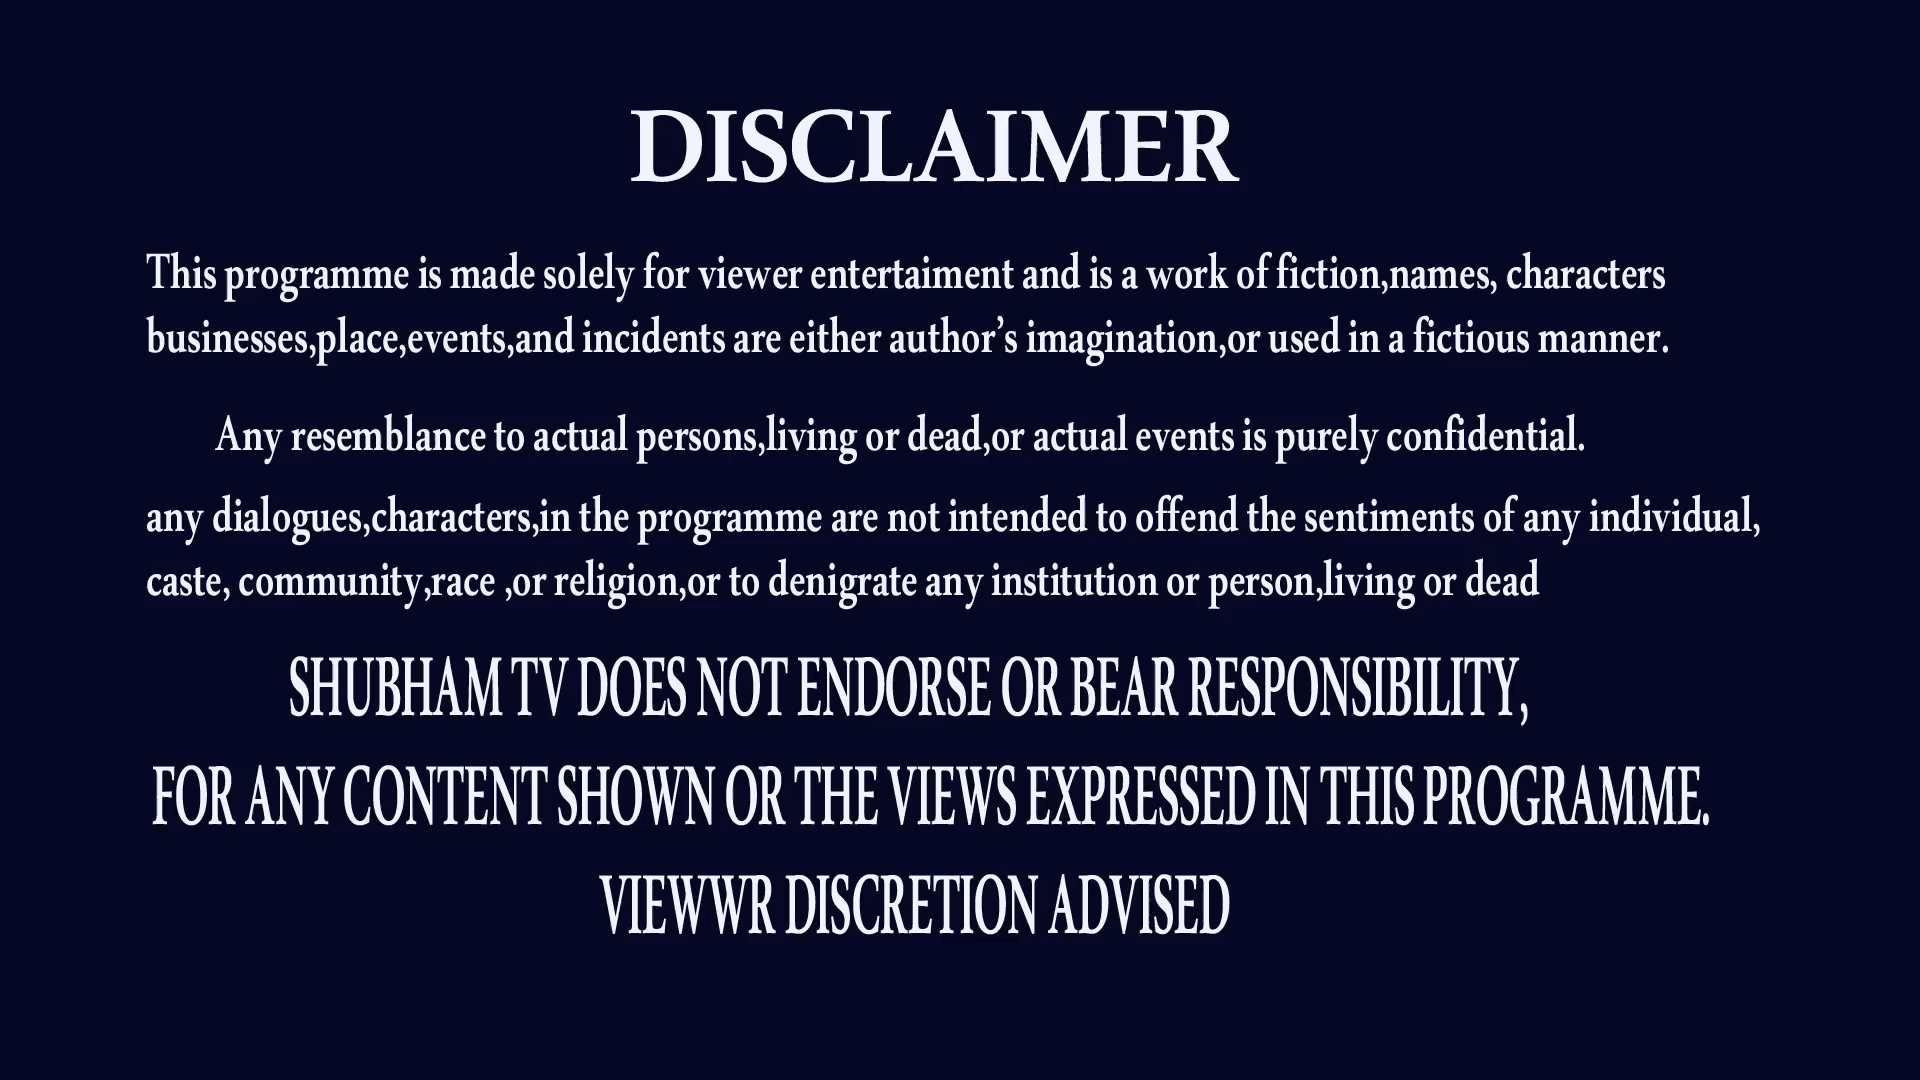 DISCLAIMER
This programme is made solely for viewer entertaiment and is a work of fiction,names, characters
businesses,place,events,and incidents are either author’s imagination,or used in a fictious manner.
Any resemblance to actual persons,living or dead,or actual events is purely confidential.
any dialogues,characters,in the programme are not intended to offend the sentiments of any individual,
caste, community,race ,or religion,or to denigrate any institution or person,living or dead
SHUBHAM TV DOES NOT ENDORSE OR BEAR RESPONSIBILITY,
FOR ANY CONTENT SHOWN OR THE VIEWS EXPRESSED IN THIS PROGRAMME.
VIEWWR DISCRETION ADVISED